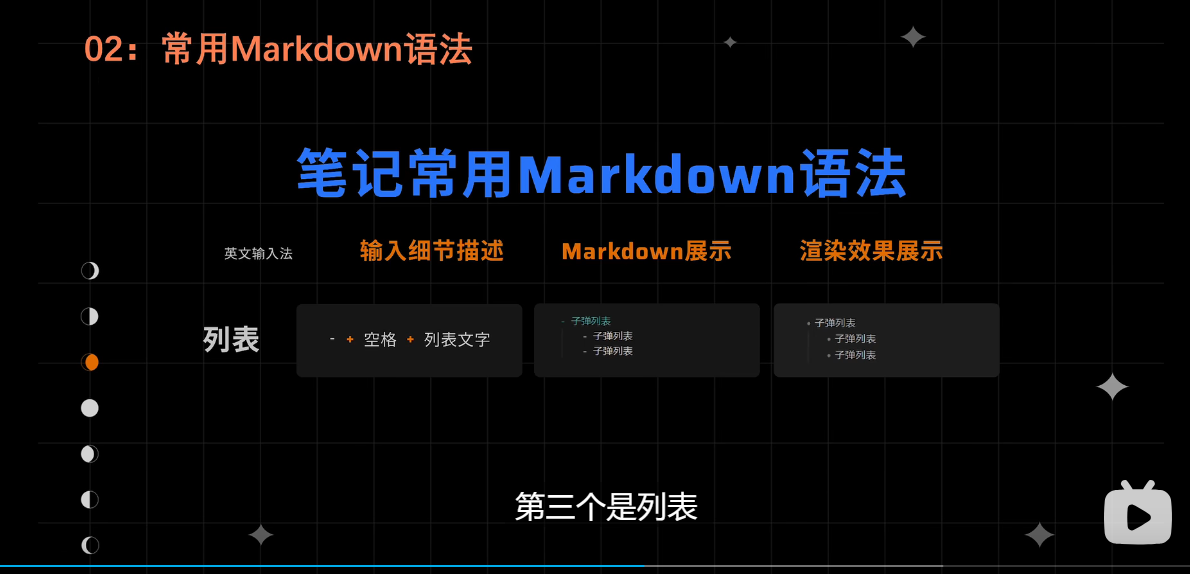 02：常用Markdown语法
笔记常用Markdown语法
英文输入法 输入细节描述 Markdown展示 渲染效果展示
列表
- + 空格 + 列表文字
- 子弹列表
- 子弹列表
- 子弹列表
• 子弹列表
• 子弹列表
• 子弹列表
第三个是列表